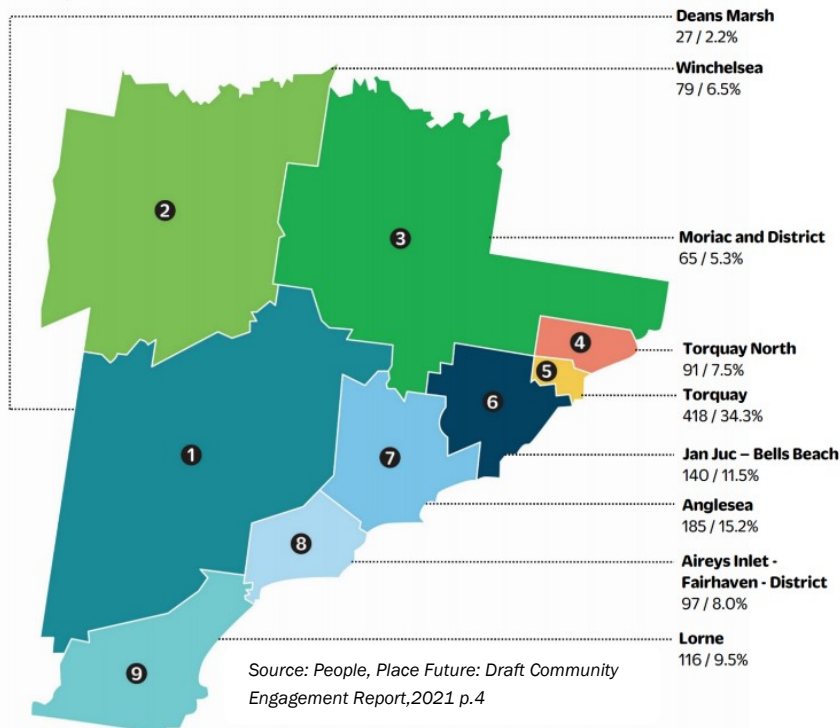 Deans Marsh
27 / 2.2%
Winchelsea
79 / 6.5%
Moriac and District
65 / 5.3%
Torquay North
91 / 7.5%
Torquay
418 / 34.3%
Jan Juc – Bells Beach
140 / 11.5%
Anglesea
185 / 15.2%
Aireys Inlet -
Fairhaven - District
97 / 8.0%
Lorne
116 / 9.5%
2
3
4
5
6
1
7
8
9
Source: People, Place Future: Draft Community
Engagement Report,2021 p.4